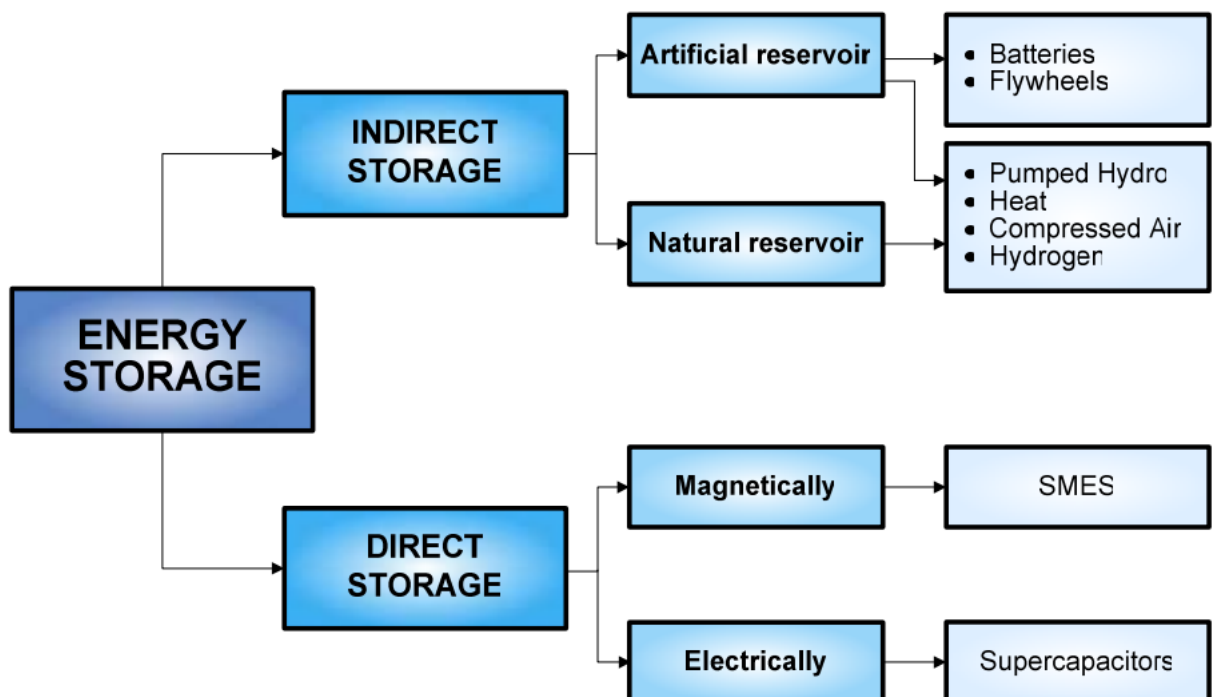 ENERGY
STORAGE
INDIRECT
STORAGE
Artificial reservoir
• Batteries
• Flywheels
• Pumped Hydro
• Heat
• Compressed Air
• Hydrogen
Natural reservoir
DIRECT
STORAGE
Magnetically
SMES
Electrically
Supercapacitors